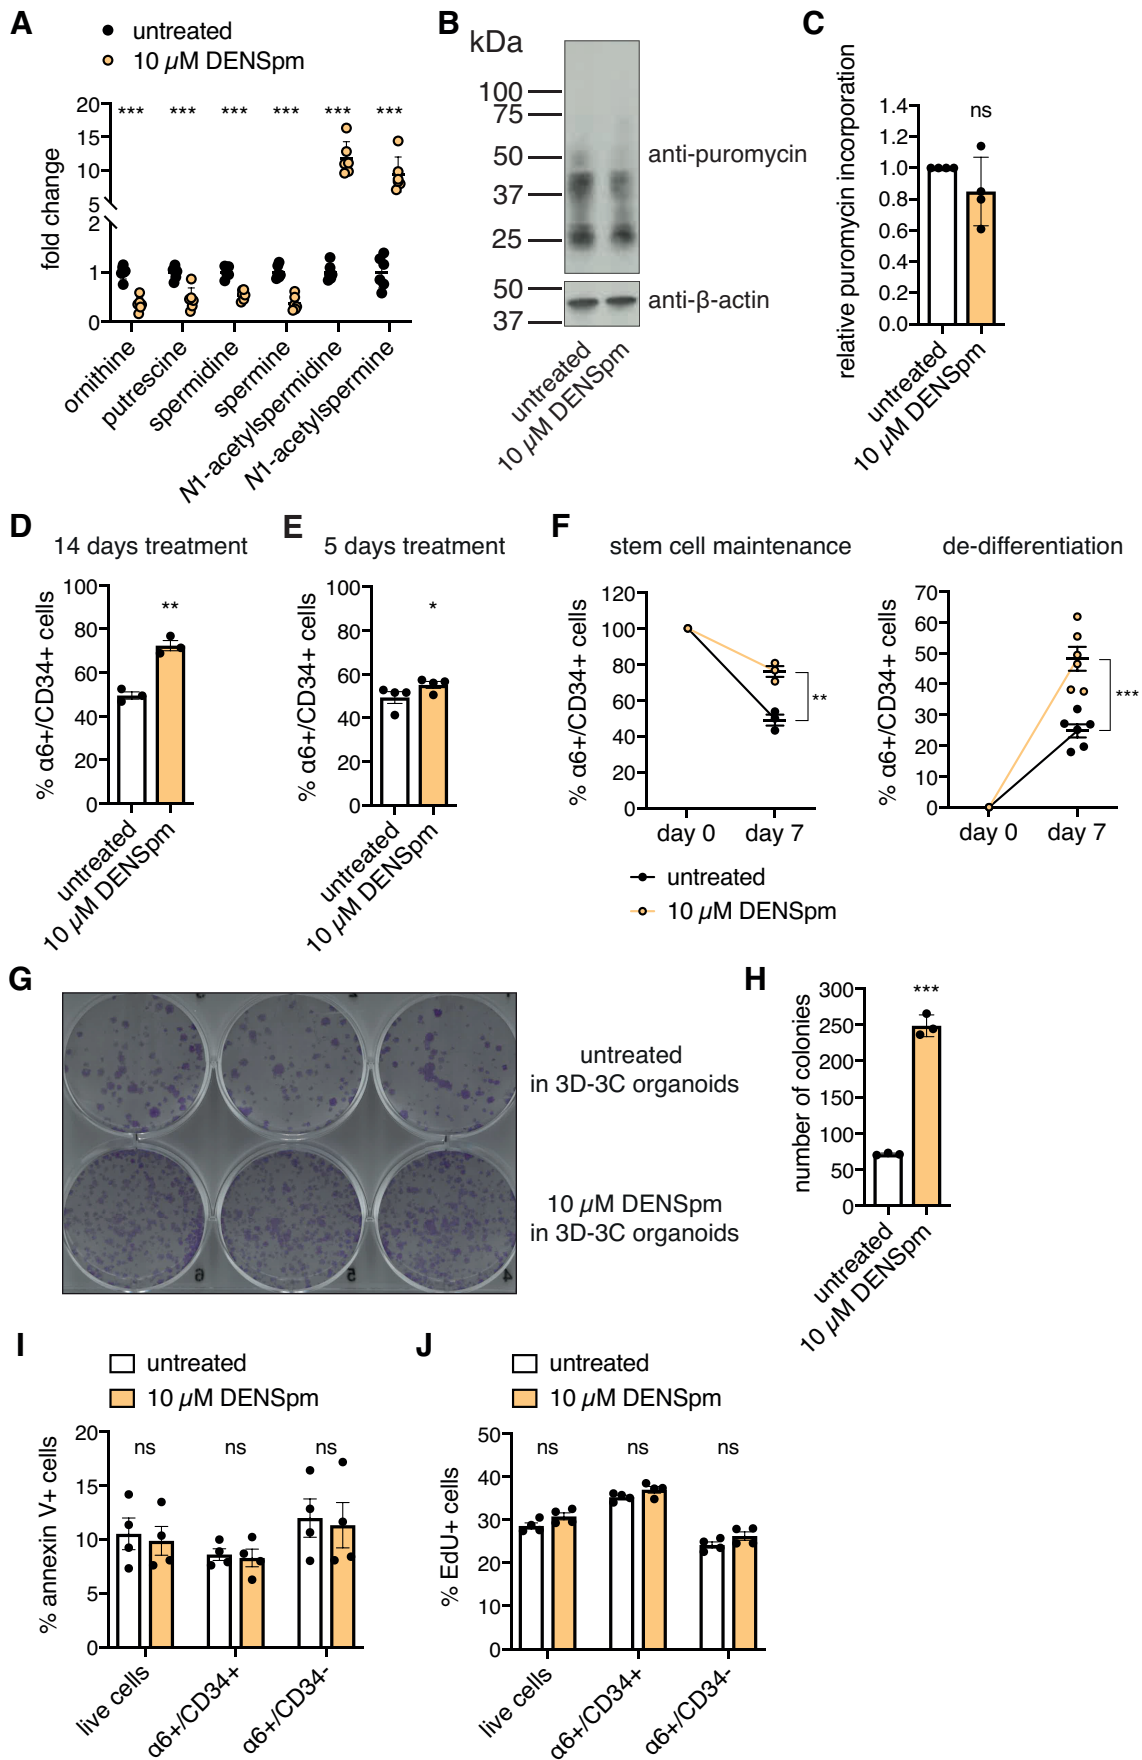 A
untreated
10 µM DENSpm
*** *** *** *** *** ***
fold change
20
15
10
5
2
1
0
ornithine
putrescine
spermidine
spermine
N1-acetylspermidine
N1-acetylspermine
B
kDa
100
75
50
37
25
50
37
anti-puromycin
anti-β-actin
untreated
10 µM DENSpm
C
relative puromycin incorporation
1.4
1.2
1.0
0.8
0.6
0.4
0.2
0.0
ns
untreated
10 µM DENSpm
D
14 days treatment
% α6+/CD34+ cells
100
80
60
40
20
0
**
untreated
10 µM DENSpm
E
5 days treatment
% α6+/CD34+ cells
100
80
60
40
20
0
*
untreated
10 µM DENSpm
F
stem cell maintenance
% α6+/CD34+ cells
120
100
80
60
40
20
0
**
day 0 day 7
de-differentiation
% α6+/CD34+ cells
70
60
50
40
30
20
10
0
***
day 0 day 7
untreated
10 µM DENSpm
G
untreated
in 3D-3C organoids
10 µM DENSpm
in 3D-3C organoids
6 5 4
H
number of colonies
300
250
200
150
100
50
0
***
untreated
10 µM DENSpm
I
untreated
10 µM DENSpm
% annexin V+ cells
20
15
10
5
0
ns ns ns
live cells
α6+/CD34+
α6+/CD34-
J
untreated
10 µM DENSpm
% EdU+ cells
50
40
30
20
10
0
ns ns ns
live cells
α6+/CD34+
α6+/CD34-